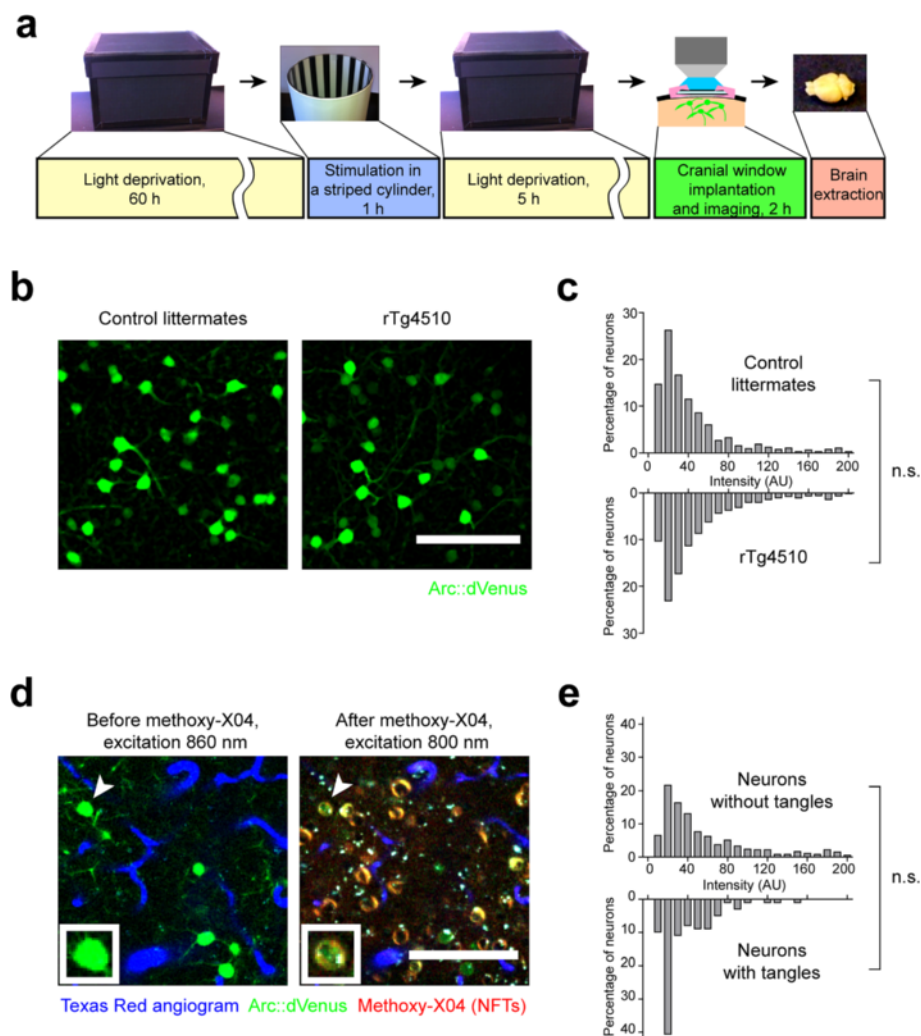 a
Light deprivation,
60 h
Stimulation in
a striped cylinder,
1 h
Light deprivation,
5 h
Cranial window
implantation
and imaging, 2 h
Brain
extraction
b
Control littermates
rTg4510
Arc::dVenus
c
Percentage of neurons
30
20
10
0
Control
littermates
0 40 80 120 160 200
Intensity (AU)
n.s.
Percentage of neurons
0
10
20
30
rTg4510
d
Before methoxy-X04,
excitation 860 nm
After methoxy-X04,
excitation 800 nm
Texas Red angiogram Arc::dVenus Methoxy-X04 (NFTs)
e
Percentage of neurons
40
30
20
10
0
Neurons
without tangles
0 40 80 120 160 200
Intensity (AU)
n.s.
Percentage of neurons
0
10
20
30
40
Neurons
with tangles